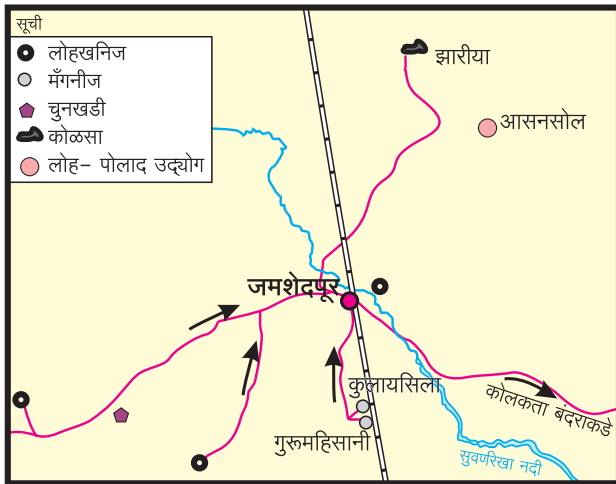 सूची
लोहखनिज
मँगनीज
चुनखडी
कोळसा
लोह- पोलाद उद्योग
झारीया
आसनसोल
जमशेदपूर
कुलायसिला
गुरूमहिसानी
कोलकता बंदराकडे
सुवर्णरेखा नदी